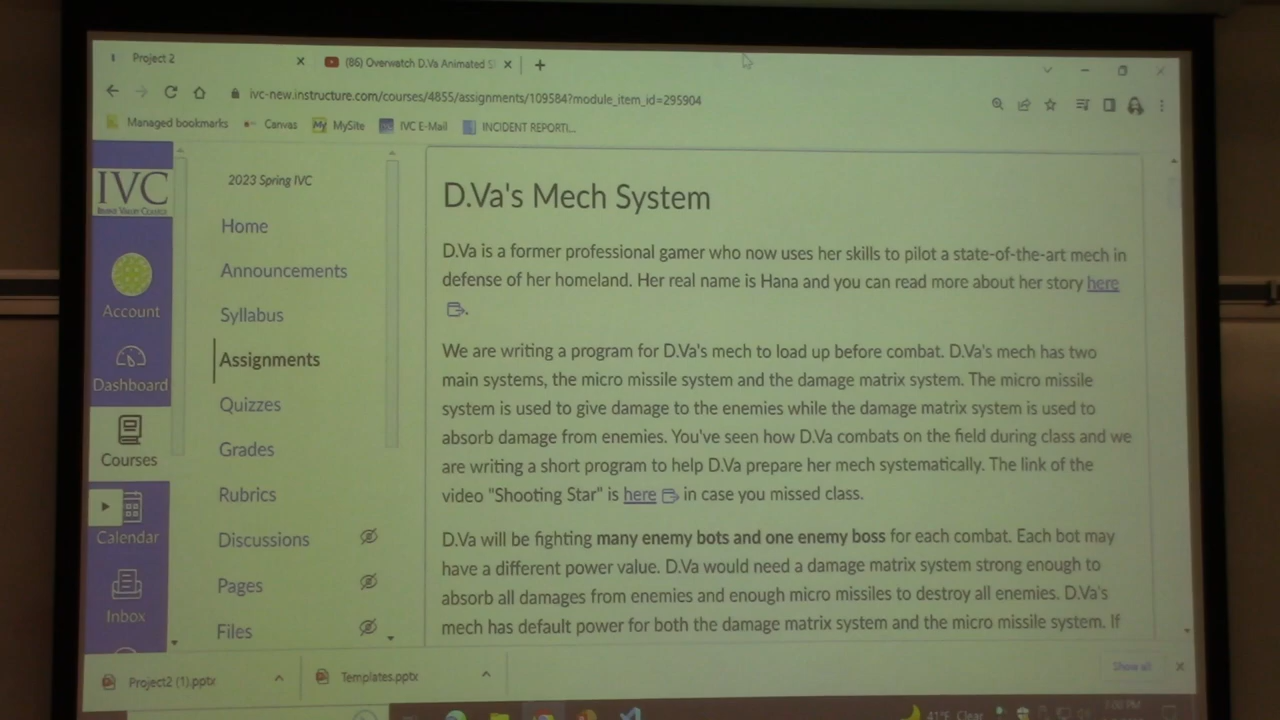 Project 2
(86) Overwatch D.Va Animated S
ivc-new.instructure.com/courses/4855/assignments/109584?module_item_id=295904
Managed bookmarks Canvas My MySite IVC E-Mail INCIDENT REPORTI...
IVC
2023 Spring IVC
Account
Dashboard
Courses
Calendar
Inbox
Home
Announcements
Syllabus
Assignments
Quizzes
Grades
Rubrics
Discussions
Pages
Files
D.Va's Mech System
D.Va is a former professional gamer who now uses her skills to pilot a state-of-the-art mech in
defense of her homeland. Her real name is Hana and you can read more about her story here
.
We are writing a program for D.Va's mech to load up before combat. D.Va's mech has two
main systems, the micro missile system and the damage matrix system. The micro missile
system is used to give damage to the enemies while the damage matrix system is used to
absorb damage from enemies. You've seen how D.Va combats on the field during class and we
are writing a short program to help D.Va prepare her mech systematically. The link of the
video "Shooting Star" is here in case you missed class.
D.Va will be fighting many enemy bots and one enemy boss for each combat. Each bot may
have a different power value. D.Va would need a damage matrix system strong enough to
absorb all damages from enemies and enough micro missiles to destroy all enemies. D.Va's
mech has default power for both the damage matrix system and the micro missile system. If
Project2 (1).pptx
Templates.pptx
Show all
41°F Clear